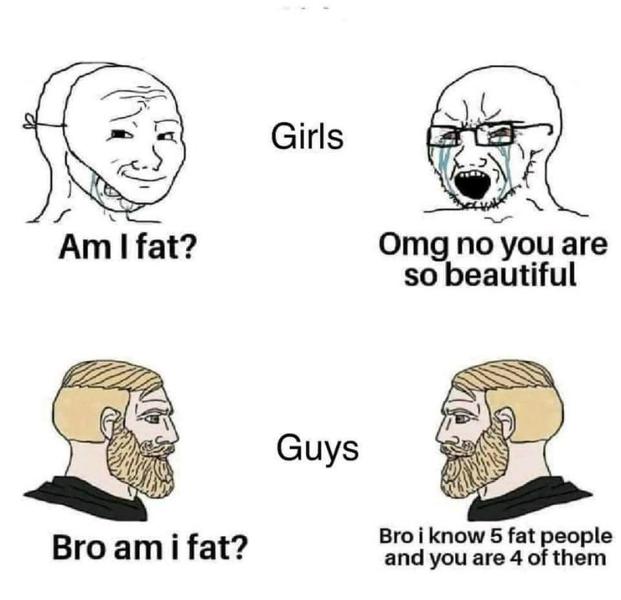 Girls
Am I fat?
Omg no you are
so beautiful
Guys
Bro am i fat?
Bro i know 5 fat people
and you are 4 of them